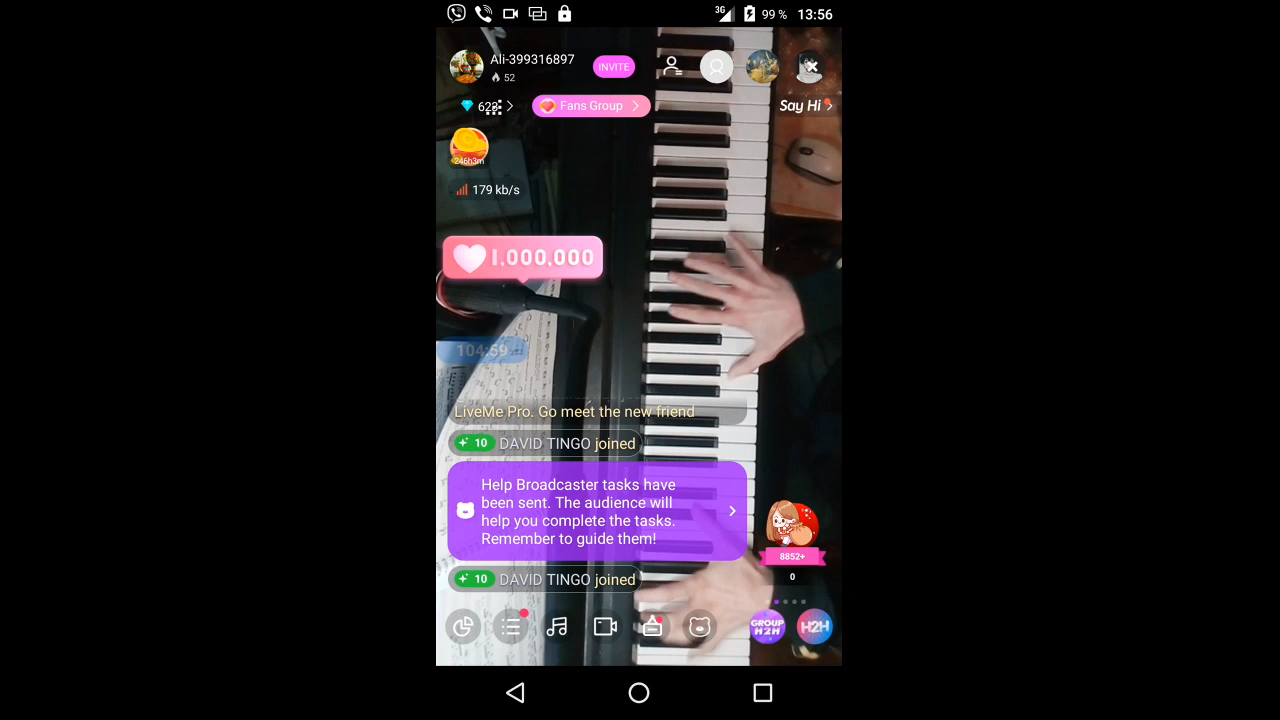 3G 99 % 13:56
Ali-399316897
52
INVITE
Fans Group
Say Hi
246h3m
179 kb/s
1,000,000
104:59
LiveMe Pro. Go meet the new friend
10 DAVID TINGO joined
Help Broadcaster tasks have
been sent. The audience will
help you complete the tasks.
Remember to guide them!
8852+
0
10 DAVID TINGO joined
GROUP
H2H
H2H